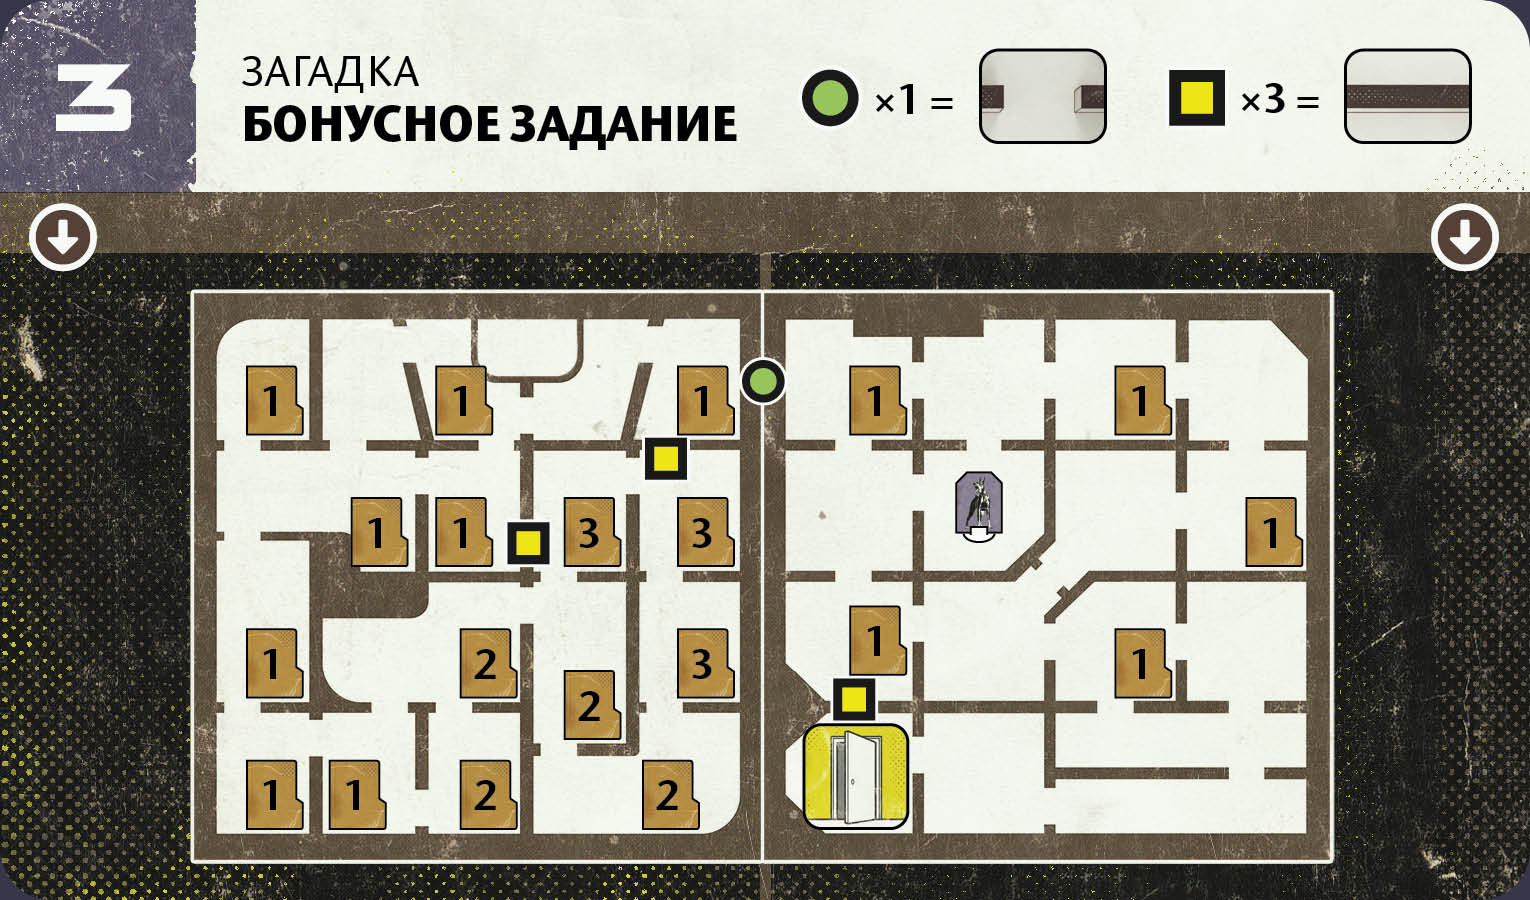 3
ЗАГАДКА
БОНУСНОЕ ЗАДАНИЕ
×1 =
×3 =
1 1 1 1 1
1 1 3 3 1
1 2 3 1 1
2
1 1 2 2